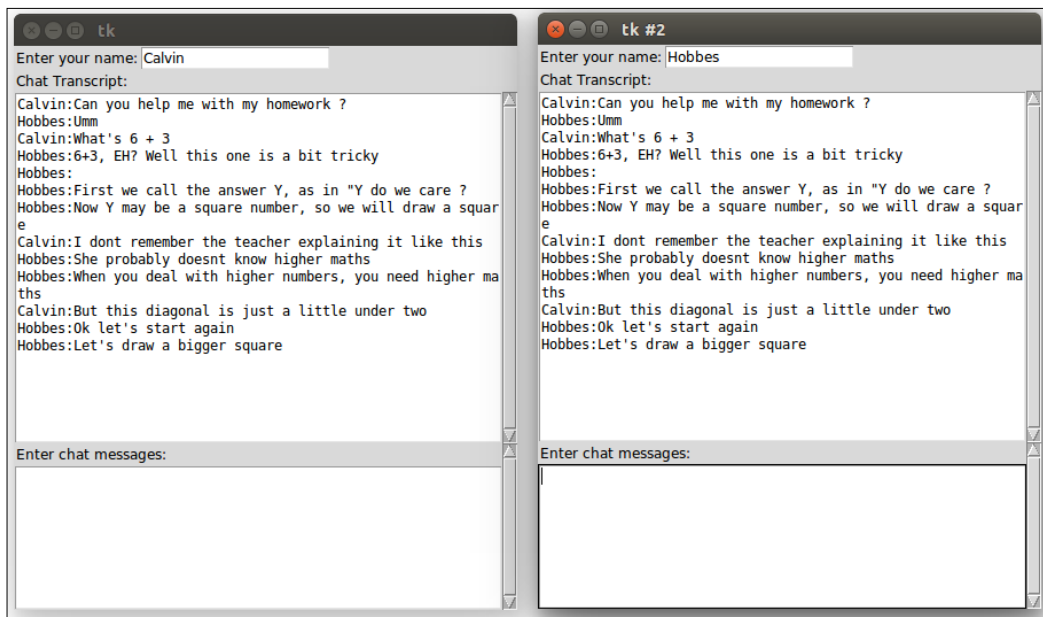 tk
Enter your name: Calvin
Chat Transcript:
Calvin:Can you help me with my homework ?
Hobbes:Umm
Calvin:What's 6 + 3
Hobbes:6+3, EH? Well this one is a bit tricky
Hobbes:
Hobbes:First we call the answer Y, as in "Y do we care ?
Hobbes:Now Y may be a square number, so we will draw a squar
e
Calvin:I dont remember the teacher explaining it like this
Hobbes:She probably doesnt know higher maths
Hobbes:When you deal with higher numbers, you need higher ma
ths
Calvin:But this diagonal is just a little under two
Hobbes:Ok let's start again
Hobbes:Let's draw a bigger square
Enter chat messages:
tk #2
Enter your name: Hobbes
Chat Transcript:
Calvin:Can you help me with my homework ?
Hobbes:Umm
Calvin:What's 6 + 3
Hobbes:6+3, EH? Well this one is a bit tricky
Hobbes:
Hobbes:First we call the answer Y, as in "Y do we care ?
Hobbes:Now Y may be a square number, so we will draw a squar
e
Calvin:I dont remember the teacher explaining it like this
Hobbes:She probably doesnt know higher maths
Hobbes:When you deal with higher numbers, you need higher ma
ths
Calvin:But this diagonal is just a little under two
Hobbes:Ok let's start again
Hobbes:Let's draw a bigger square
Enter chat messages: